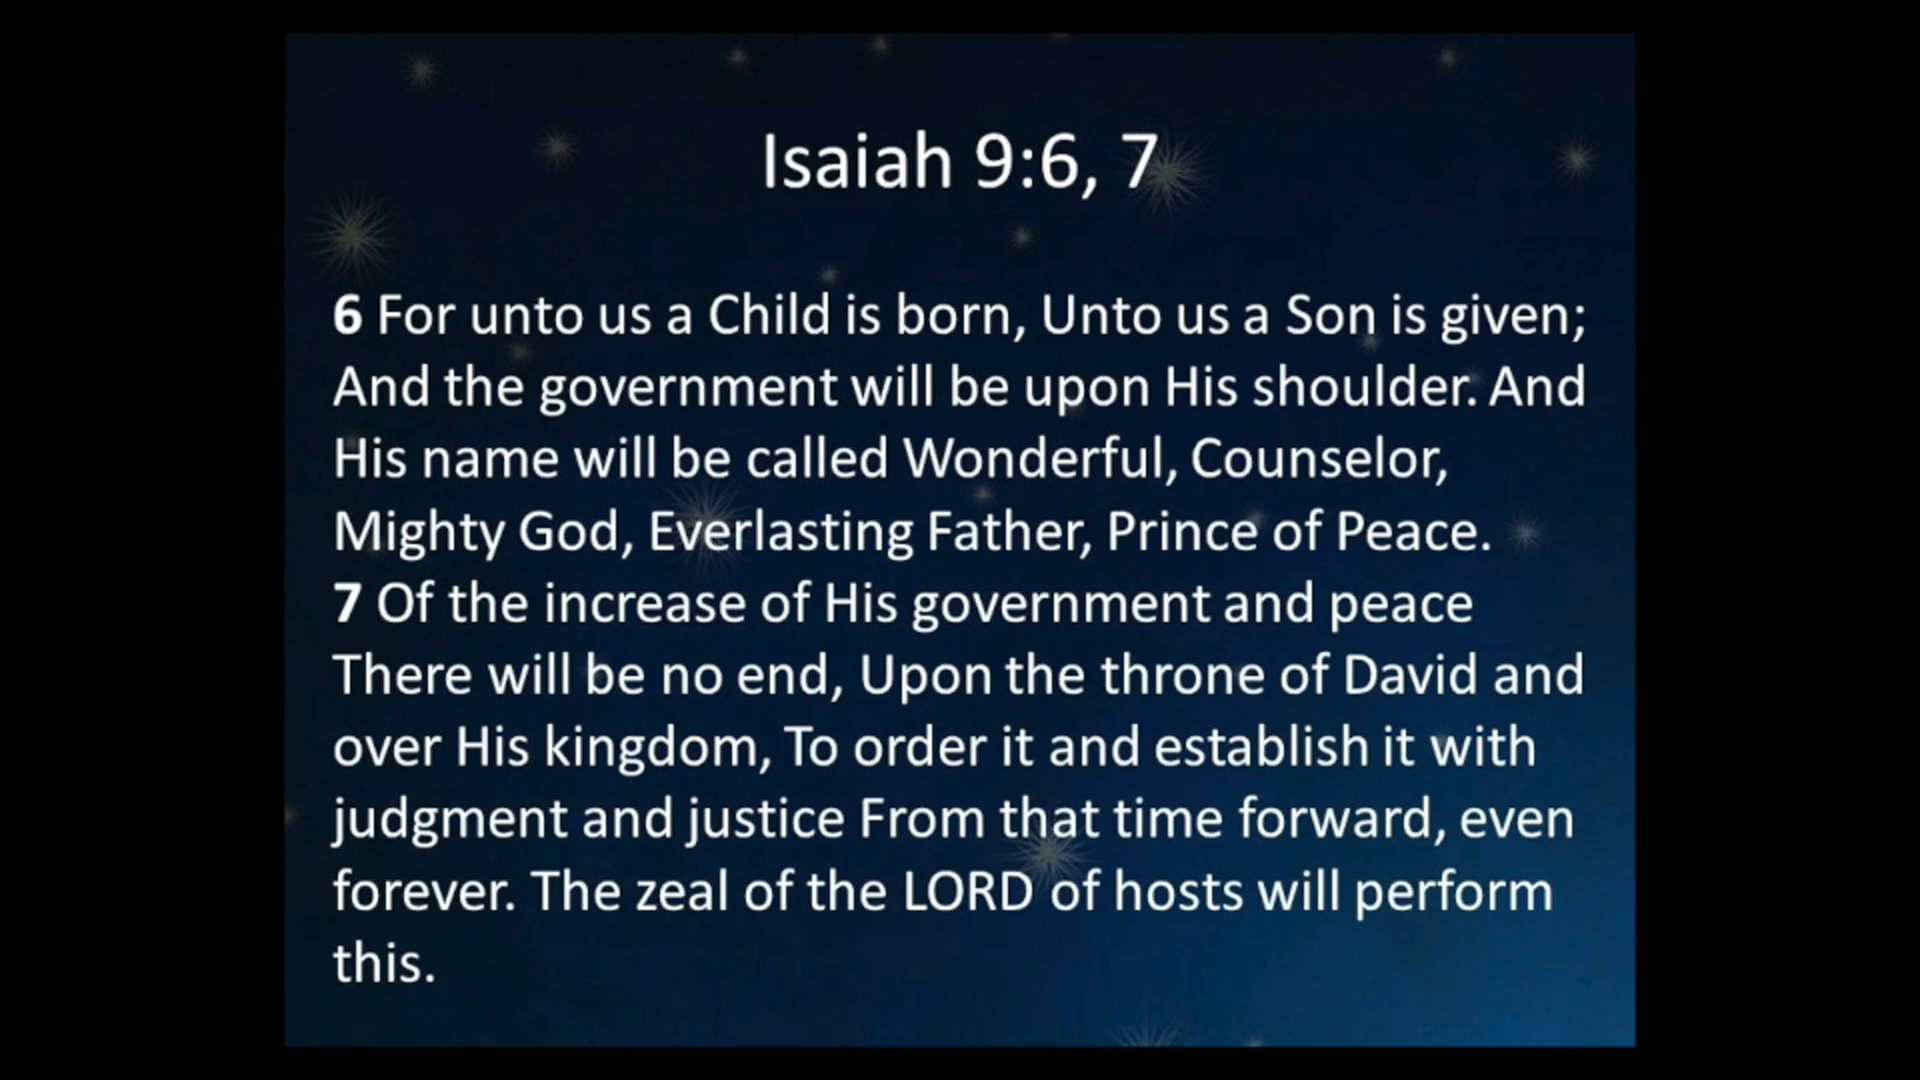 Isaiah 9:6, 7
6 For unto us a Child is born, Unto us a Son is given;
And the government will be upon His shoulder. And
His name will be called Wonderful, Counselor,
Mighty God, Everlasting Father, Prince of Peace.
7 Of the increase of His government and peace
There will be no end, Upon the throne of David and
over His kingdom, To order it and establish it with
judgment and justice From that time forward, even
forever. The zeal of the LORD of hosts will perform
this.